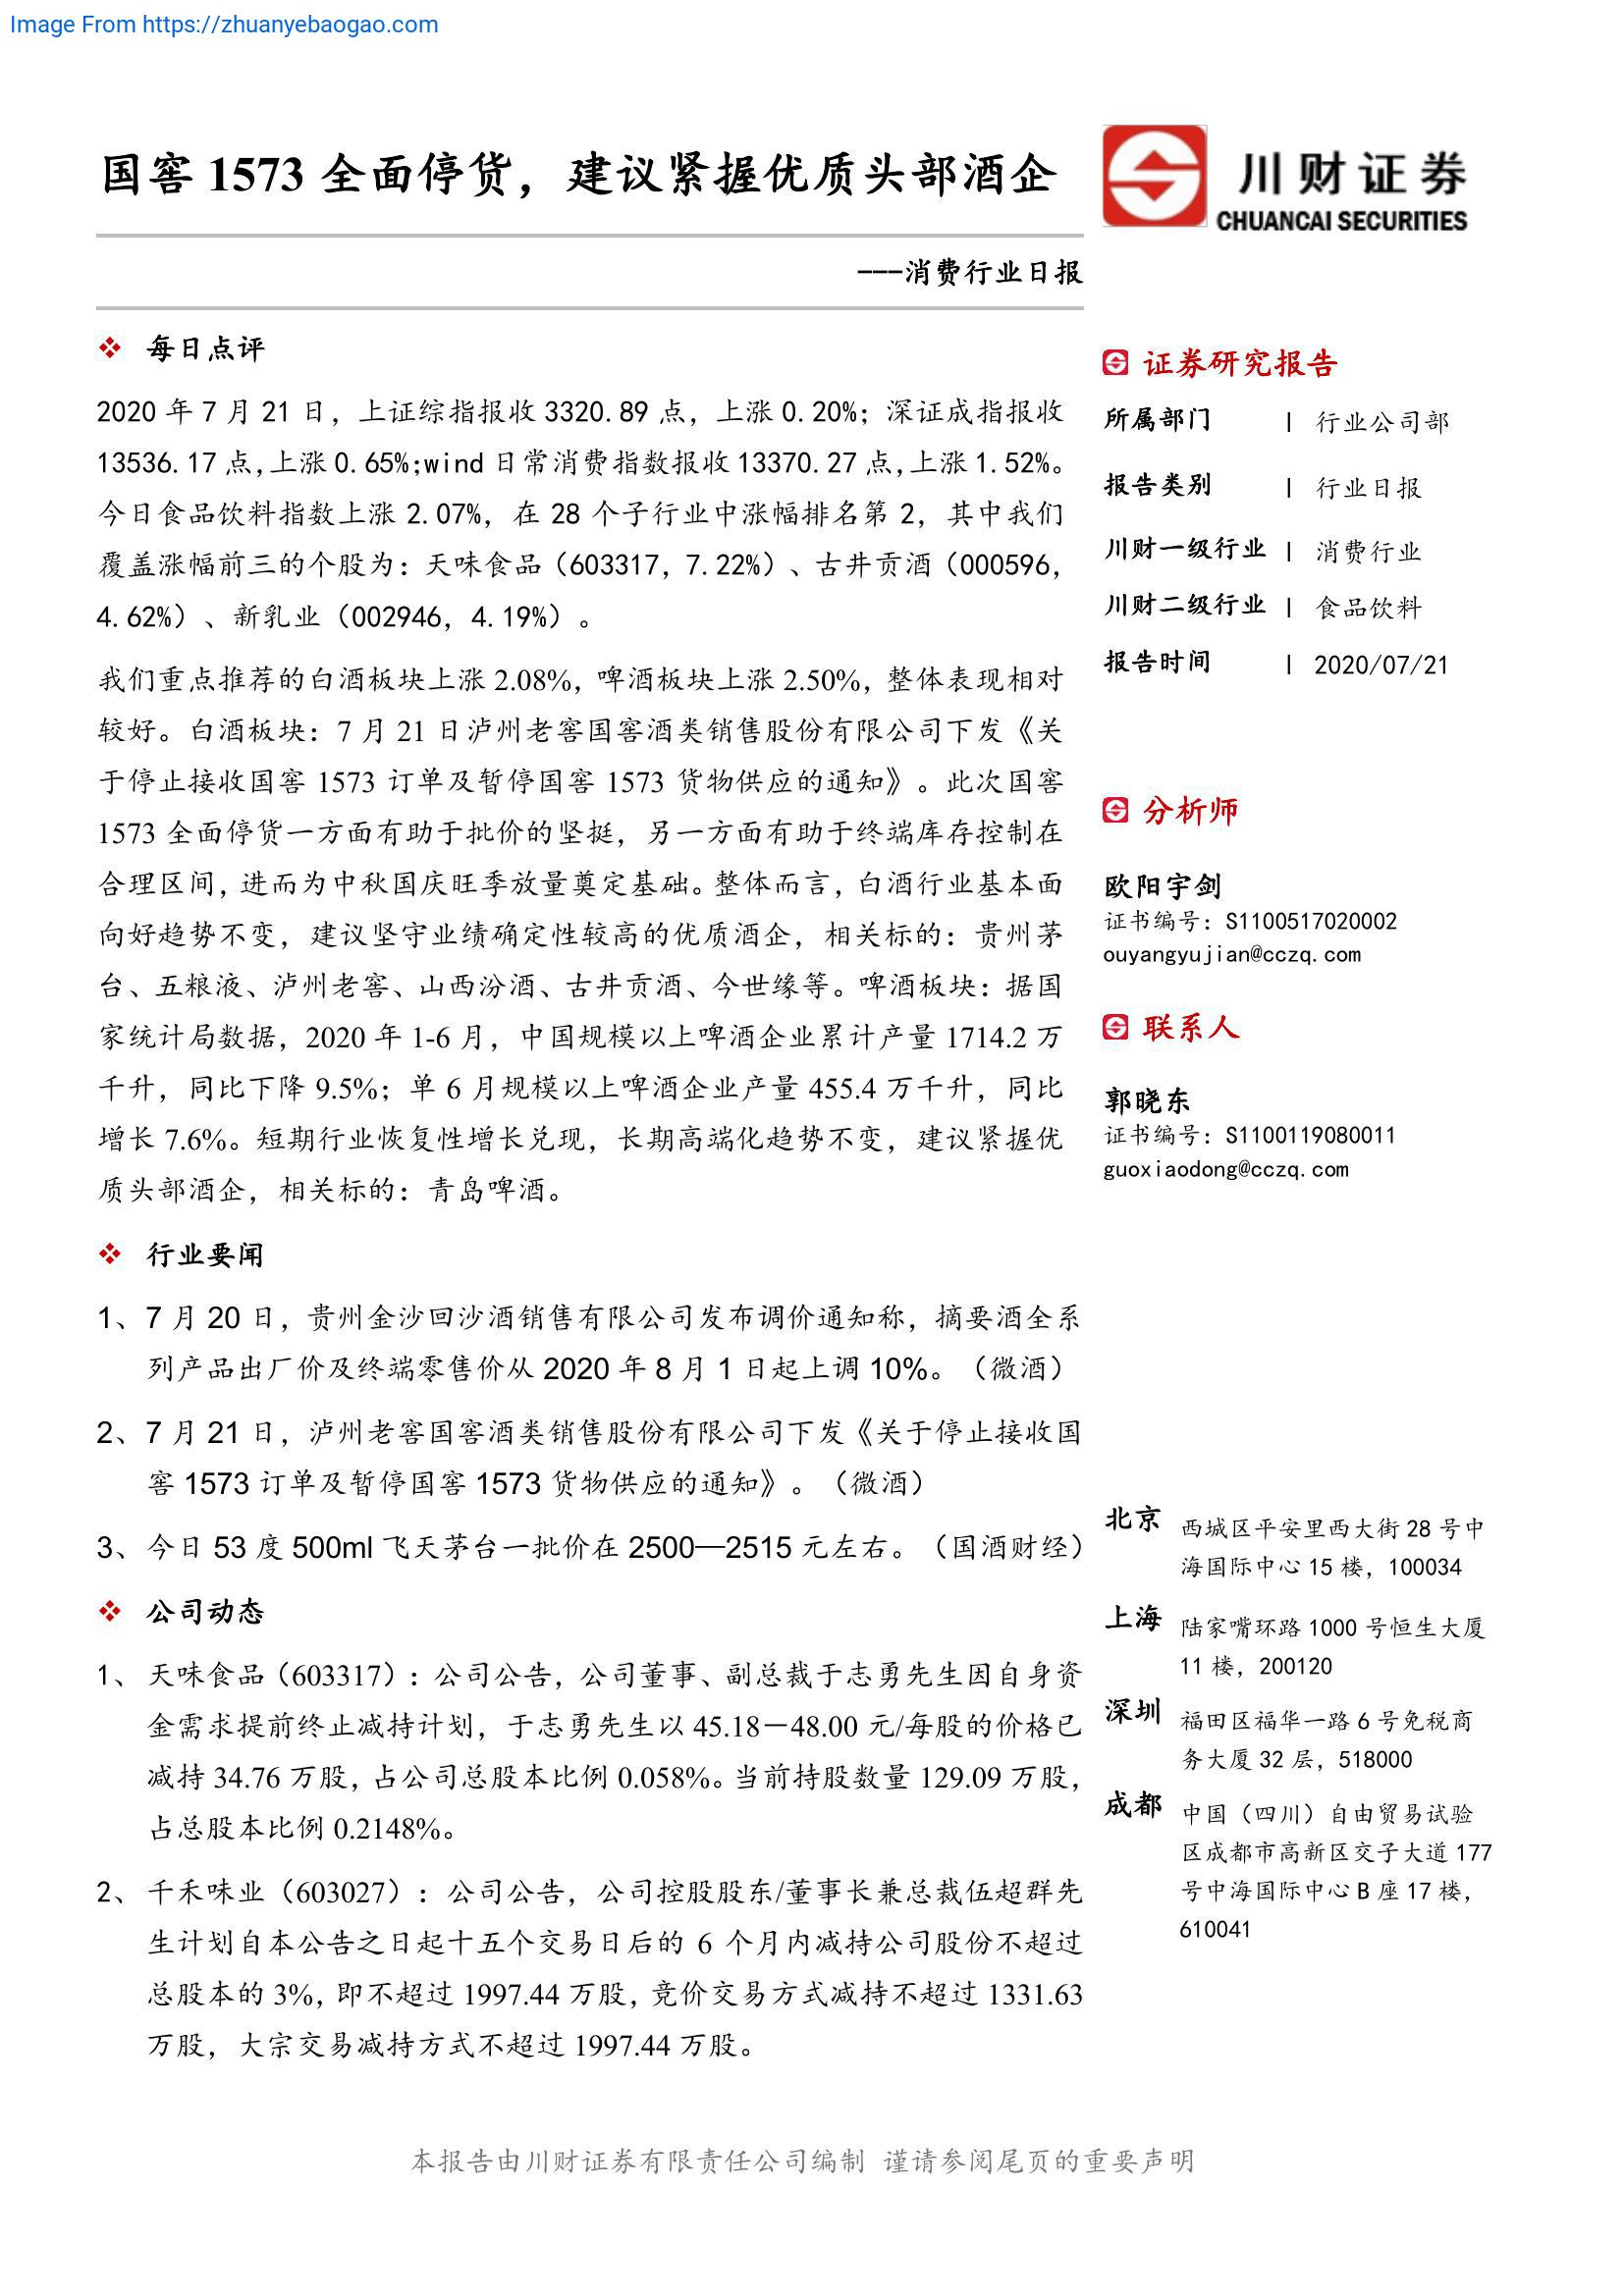 Image From https://zhuanyebaogao.com
国窖 1573 全面停货，建议紧握优质头部酒企
川财证券
CHUANCAI SECURITIES
---消费行业日报
❖ 每日点评
2020 年 7 月 21 日，上证综指报收 3320.89 点，上涨 0.20%；深证成指报收
13536.17 点，上涨 0.65%;wind 日常消费指数报收 13370.27 点，上涨 1.52%。
今日食品饮料指数上涨 2.07%，在 28 个子行业中涨幅排名第 2，其中我们
覆盖涨幅前三的个股为：天味食品（603317，7.22%）、古井贡酒（000596，
4.62%）、新乳业（002946，4.19%）。
我们重点推荐的白酒板块上涨 2.08%，啤酒板块上涨 2.50%，整体表现相对
较好。白酒板块：7 月 21 日泸州老窖国窖酒类销售股份有限公司下发《关
于停止接收国窖 1573 订单及暂停国窖 1573 货物供应的通知》。此次国窖
1573 全面停货一方面有助于批价的坚挺，另一方面有助于终端库存控制在
合理区间，进而为中秋国庆旺季放量奠定基础。整体而言，白酒行业基本面
向好趋势不变，建议坚守业绩确定性较高的优质酒企，相关标的：贵州茅
台、五粮液、泸州老窖、山西汾酒、古井贡酒、今世缘等。啤酒板块：据国
家统计局数据，2020 年 1-6 月，中国规模以上啤酒企业累计产量 1714.2 万
千升，同比下降 9.5%；单 6 月规模以上啤酒企业产量 455.4 万千升，同比
增长 7.6%。短期行业恢复性增长兑现，长期高端化趋势不变，建议紧握优
质头部酒企，相关标的：青岛啤酒。
❖ 行业要闻
1、7 月 20 日，贵州金沙回沙酒销售有限公司发布调价通知称，摘要酒全系
列产品出厂价及终端零售价从 2020 年 8 月 1 日起上调 10%。（微酒）
2、7 月 21 日，泸州老窖国窖酒类销售股份有限公司下发《关于停止接收国
窖 1573 订单及暂停国窖 1573 货物供应的通知》。（微酒）
3、今日 53 度 500ml 飞天茅台一批价在 2500—2515 元左右。（国酒财经）
❖ 公司动态
1、天味食品（603317）：公司公告，公司董事、副总裁于志勇先生因自身资
金需求提前终止减持计划，于志勇先生以 45.18－48.00 元/每股的价格已
减持 34.76 万股，占公司总股本比例 0.058%。当前持股数量 129.09 万股，
占总股本比例 0.2148%。
2、千禾味业（603027）：公司公告，公司控股股东/董事长兼总裁伍超群先
生计划自本公告之日起十五个交易日后的 6 个月内减持公司股份不超过
总股本的 3%，即不超过 1997.44 万股，竞价交易方式减持不超过 1331.63
万股，大宗交易减持方式不超过 1997.44 万股。
证券研究报告
所属部门 | 行业公司部
报告类别 | 行业日报
川财一级行业 | 消费行业
川财二级行业 | 食品饮料
报告时间 | 2020/07/21
分析师
欧阳宇剑
证书编号：S1100517020002
ouyangyujian@cczq.com
联系人
郭晓东
证书编号：S1100119080011
guoxiaodong@cczq.com
北京 西城区平安里西大街 28 号中
海国际中心 15 楼，100034
上海 陆家嘴环路 1000 号恒生大厦
11 楼，200120
深圳 福田区福华一路 6 号免税商
务大厦 32 层，518000
成都 中国（四川）自由贸易试验
区成都市高新区交子大道 177
号中海国际中心 B 座 17 楼，
610041
本报告由川财证券有限责任公司编制 谨请参阅尾页的重要声明